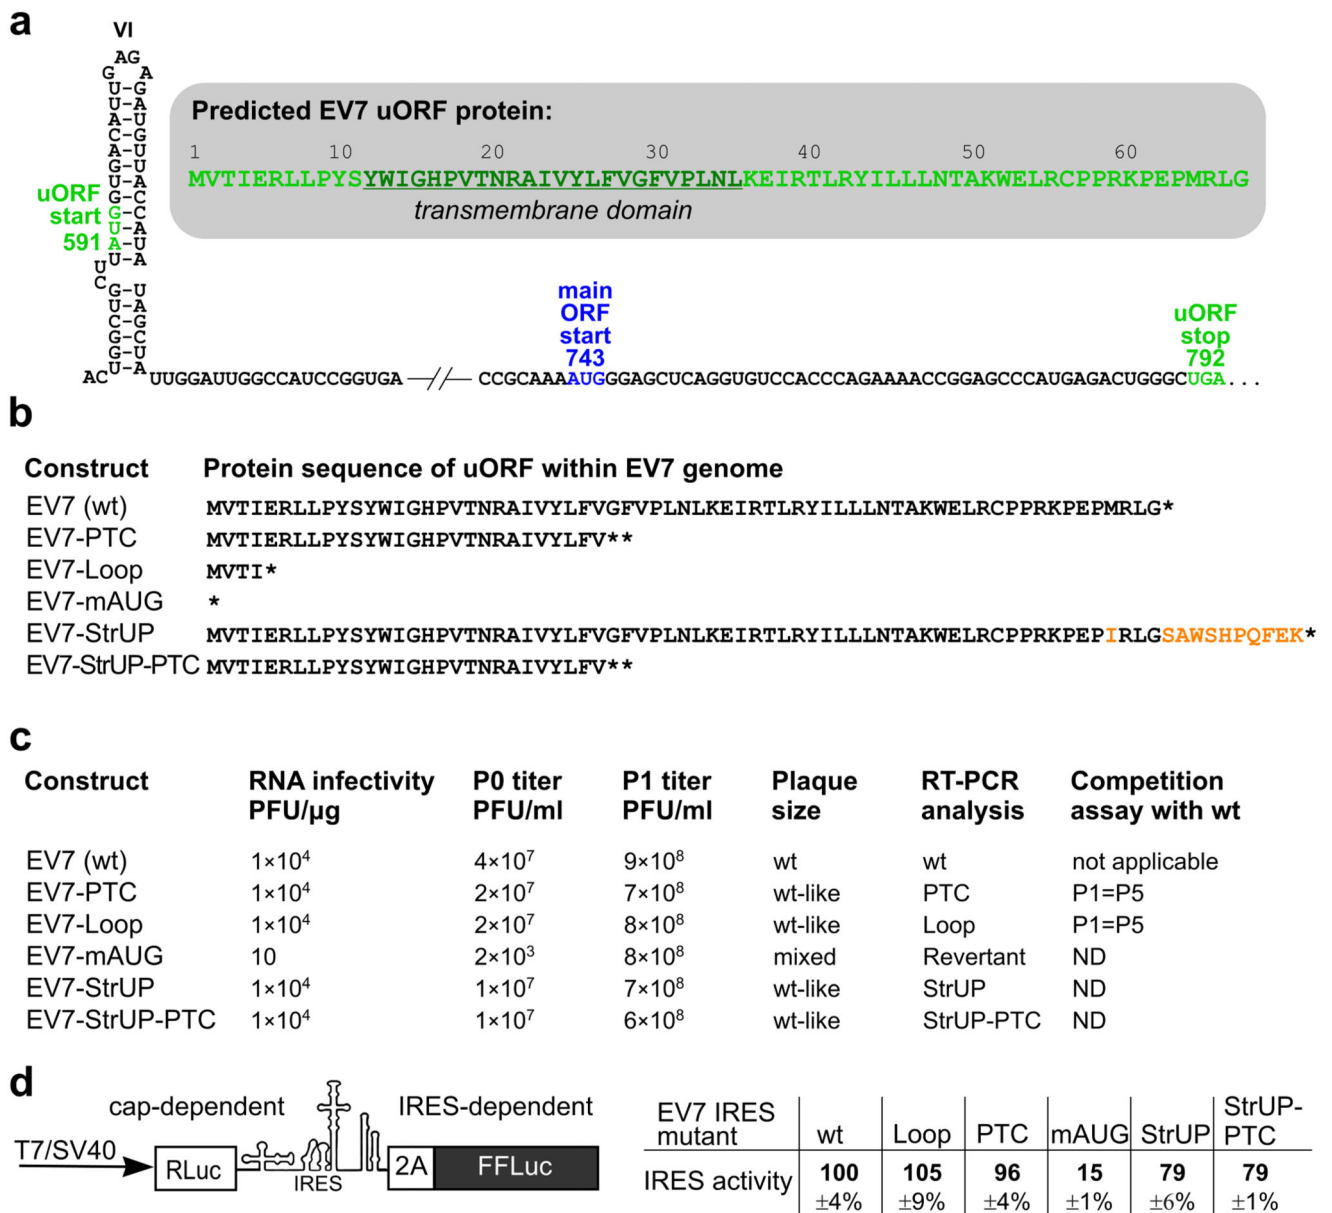 a
VI
AG
G A
U-G
U-A
A-U
C-G
A-U
G-U
U-A
G-C
uORF
start
591
G-C
U-A
A-U
U-A
U
C
G-U
U-A
C-G
G-C
G-U
AC U-A UUGGAUUGGCCAUCCGGUGA CCGCAAAAUGGGAGCUCAGGUGUCCACCCAGAAAACCGGAGCCCAUGAGACUGGGCUGA...
Predicted EV7 uORF protein:
1 10 20 30 40 50 60
MVTIERLLPYSYWIGHPVTNRAIVYLFVGFVPLNLKEIRTLRYILLLNTAKWELRCPPRKPEPMRLG
transmembrane domain
main
ORF
start
743
uORF
stop
792
b
Construct Protein sequence of uORF within EV7 genome
EV7 (wt) MVTIERLLPYSYWIGHPVTNRAIVYLFVGFVPLNLKEIRTLRYILLLNTAKWELRCPPRKPEPMRLG*
EV7-PTC MVTIERLLPYSYWIGHPVTNRAIVYLFV**
EV7-Loop MVTI*
EV7-mAUG *
EV7-StrUP MVTIERLLPYSYWIGHPVTNRAIVYLFVGFVPLNLKEIRTLRYILLLNTAKWELRCPPRKPEPIRLGSAWSHPQFEK*
EV7-StrUP-PTC MVTIERLLPYSYWIGHPVTNRAIVYLFV**
c
Construct RNA infectivity PFU/µg P0 titer PFU/ml P1 titer PFU/ml Plaque size RT-PCR analysis Competition assay with wt
EV7 (wt) 1×10⁴ 4×10⁷ 9×10⁸ wt wt not applicable
EV7-PTC 1×10⁴ 2×10⁷ 7×10⁸ wt-like PTC P1=P5
EV7-Loop 1×10⁴ 2×10⁷ 8×10⁸ wt-like Loop P1=P5
EV7-mAUG 10 2×10³ 8×10⁸ mixed Revertant ND
EV7-StrUP 1×10⁴ 1×10⁷ 7×10⁸ wt-like StrUP ND
EV7-StrUP-PTC 1×10⁴ 1×10⁷ 6×10⁸ wt-like StrUP-PTC ND
d
cap-dependent IRES-dependent
T7/SV40
RLuc IRES 2A FFLuc
EV7 IRES mutant wt Loop PTC mAUG StrUP StrUP-PTC
IRES activity 100 105 96 15 79 79
±4% ±9% ±4% ±1% ±6% ±1%